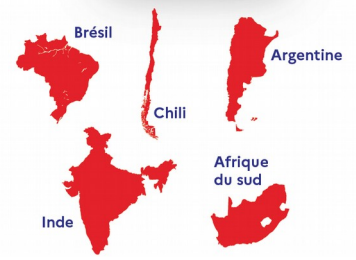 Brésil
Chili
Argentine
Inde
Afrique
du sud